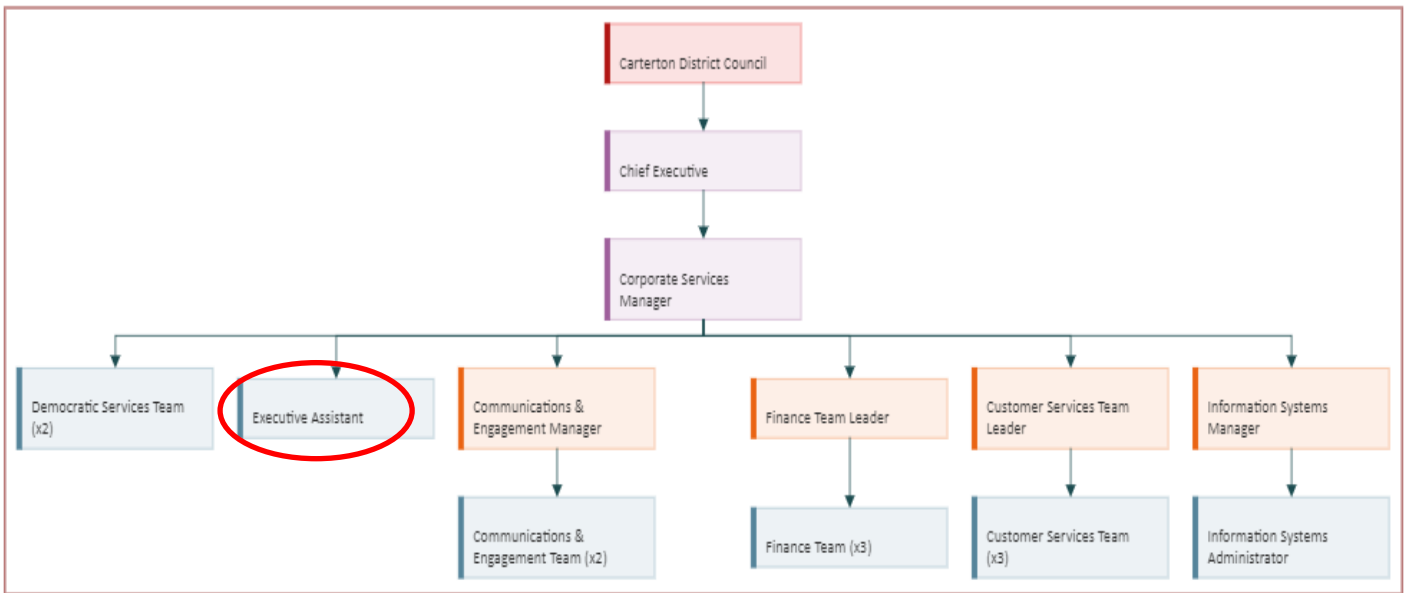 Carterton District Council
Chief Executive
Corporate Services
Manager
Democratic Services Team
(x2)
Executive Assistant
Communications &
Engagement Manager
Finance Team Leader
Customer Services Team
Leader
Information Systems
Manager
Communications &
Engagement Team (x2)
Finance Team (x3)
Customer Services Team
(x3)
Information Systems
Administrator